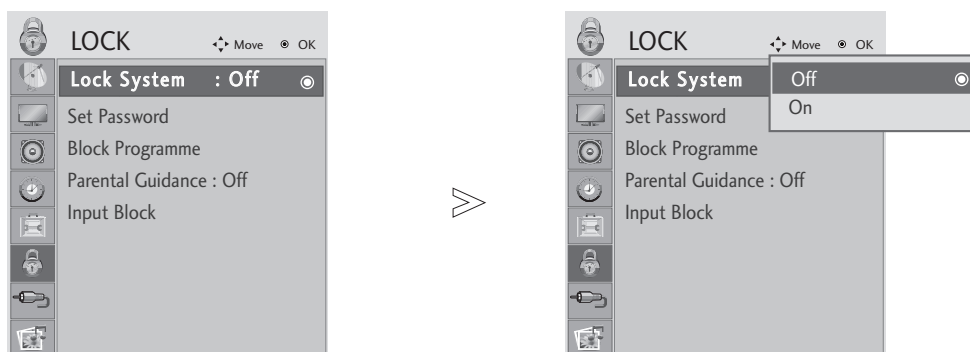 LOCK Move OK
Lock System : Off
Set Password
Block Programme
Parental Guidance : Off
Input Block
LOCK Move OK
Lock System
Off
On
Set Password
Block Programme
Parental Guidance : Off
Input Block